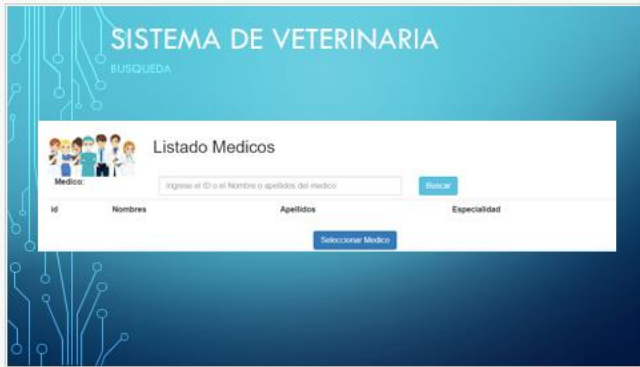 SISTEMA DE VETERINARIA
BUSQUEDA
Listado Medicos
Medico:
Ingrese el ID o el Nombre o apellidos del medico
Buscar
id Nombres Apellidos Especialidad
Seleccionar Medico